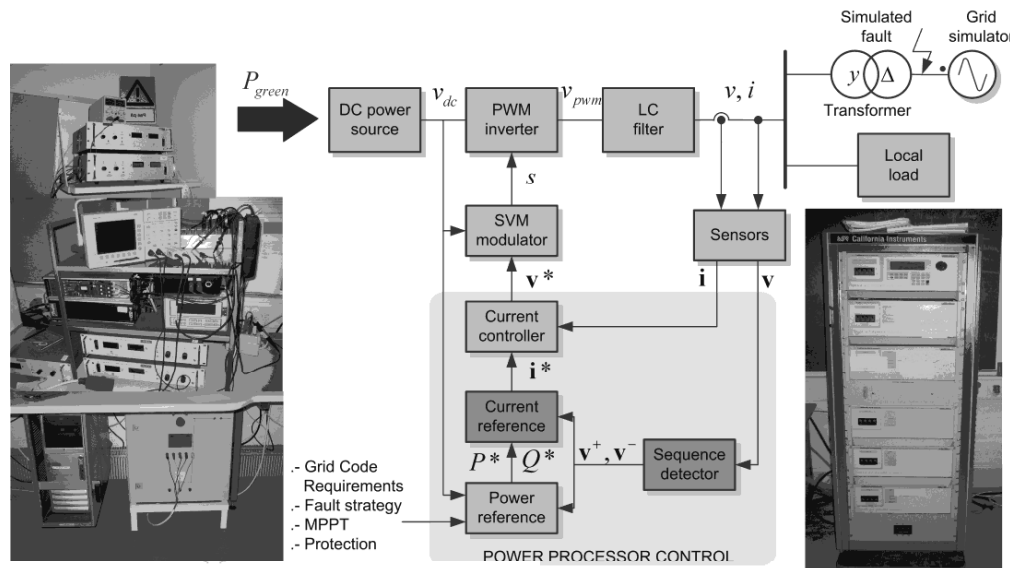 Simulated
fault
Grid
simulator
P green
v dc
v pwm
v, i
DC power
source
PWM
inverter
LC
filter
y Δ
Transformer
Local
load
s
SVM
modulator
Sensors
i v
v*
Current
controller
i*
Current
reference
P* Q*
v⁺, v⁻
Sequence
detector
Power
reference
.- Grid Code
Requirements
.- Fault strategy
.- MPPT
.- Protection
POWER PROCESSOR CONTROL
California Instruments